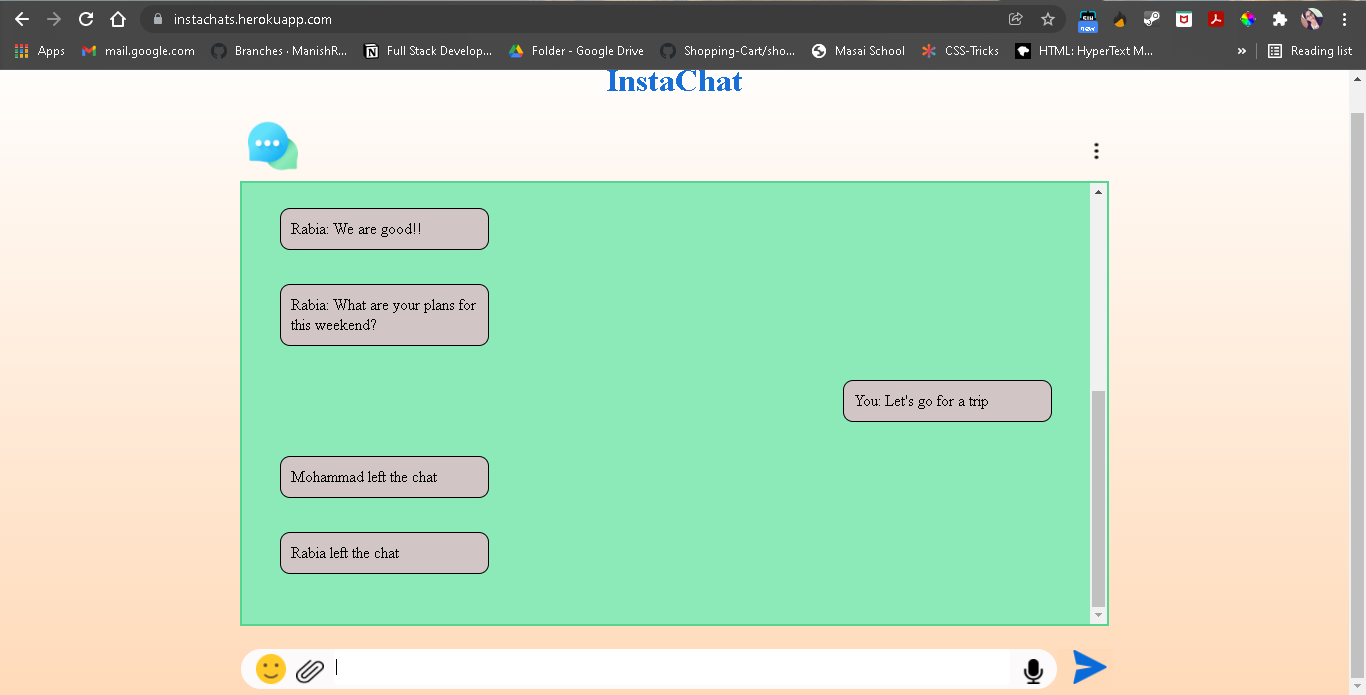 instachats.herokuapp.com
new
Apps
mail.google.com
Branches · ManishR...
Full Stack Develop...
Folder - Google Drive
Shopping-Cart/sho...
Masai School
CSS-Tricks
HTML: HyperText M...
»
Reading list
InstaChat
Rabia: We are good!!
Rabia: What are your plans for
this weekend?
You: Let's go for a trip
Mohammad left the chat
Rabia left the chat